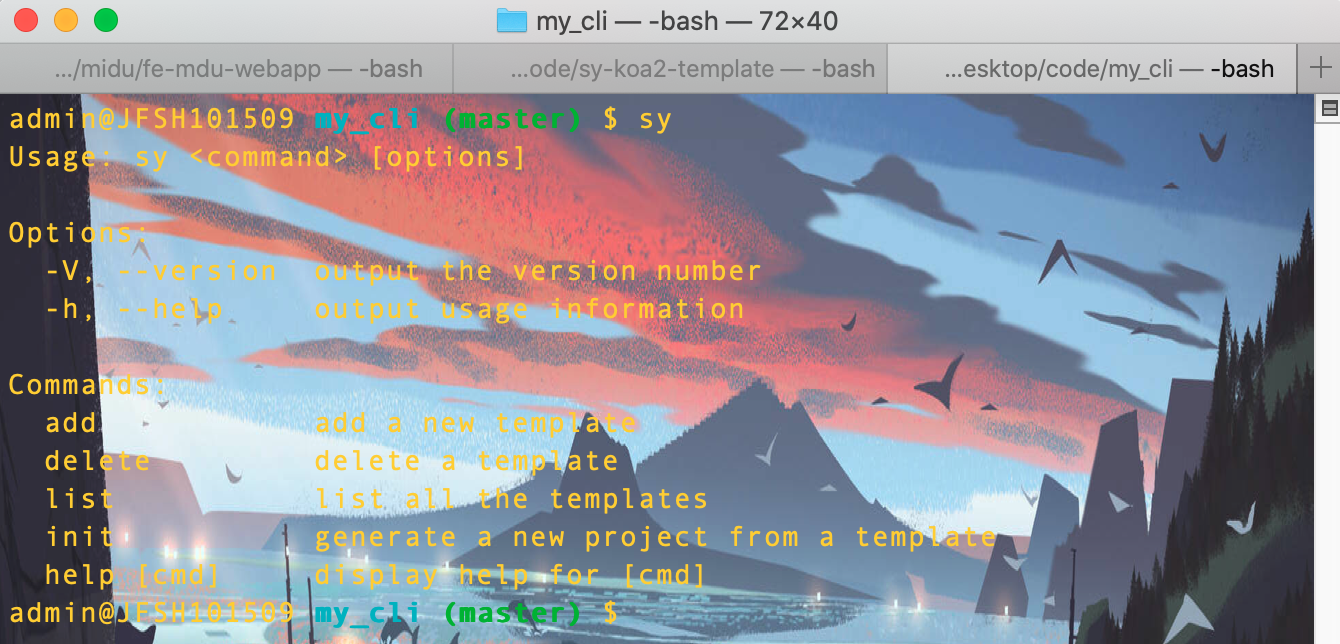 my_cli — -bash — 72×40
.../midu/fe-mdu-webapp — -bash ...ode/sy-koa2-template — -bash ...esktop/code/my_cli — -bash +
admin@JFSH101509 my_cli (master) $ sy
Usage: sy <command> [options]
Options:
  -V, --version  output the version number
  -h, --help     output usage information
Commands:
  add            add a new template
  delete         delete a template
  list           list all the templates
  init           generate a new project from a template
  help [cmd]     display help for [cmd]
admin@JFSH101509 my_cli (master) $